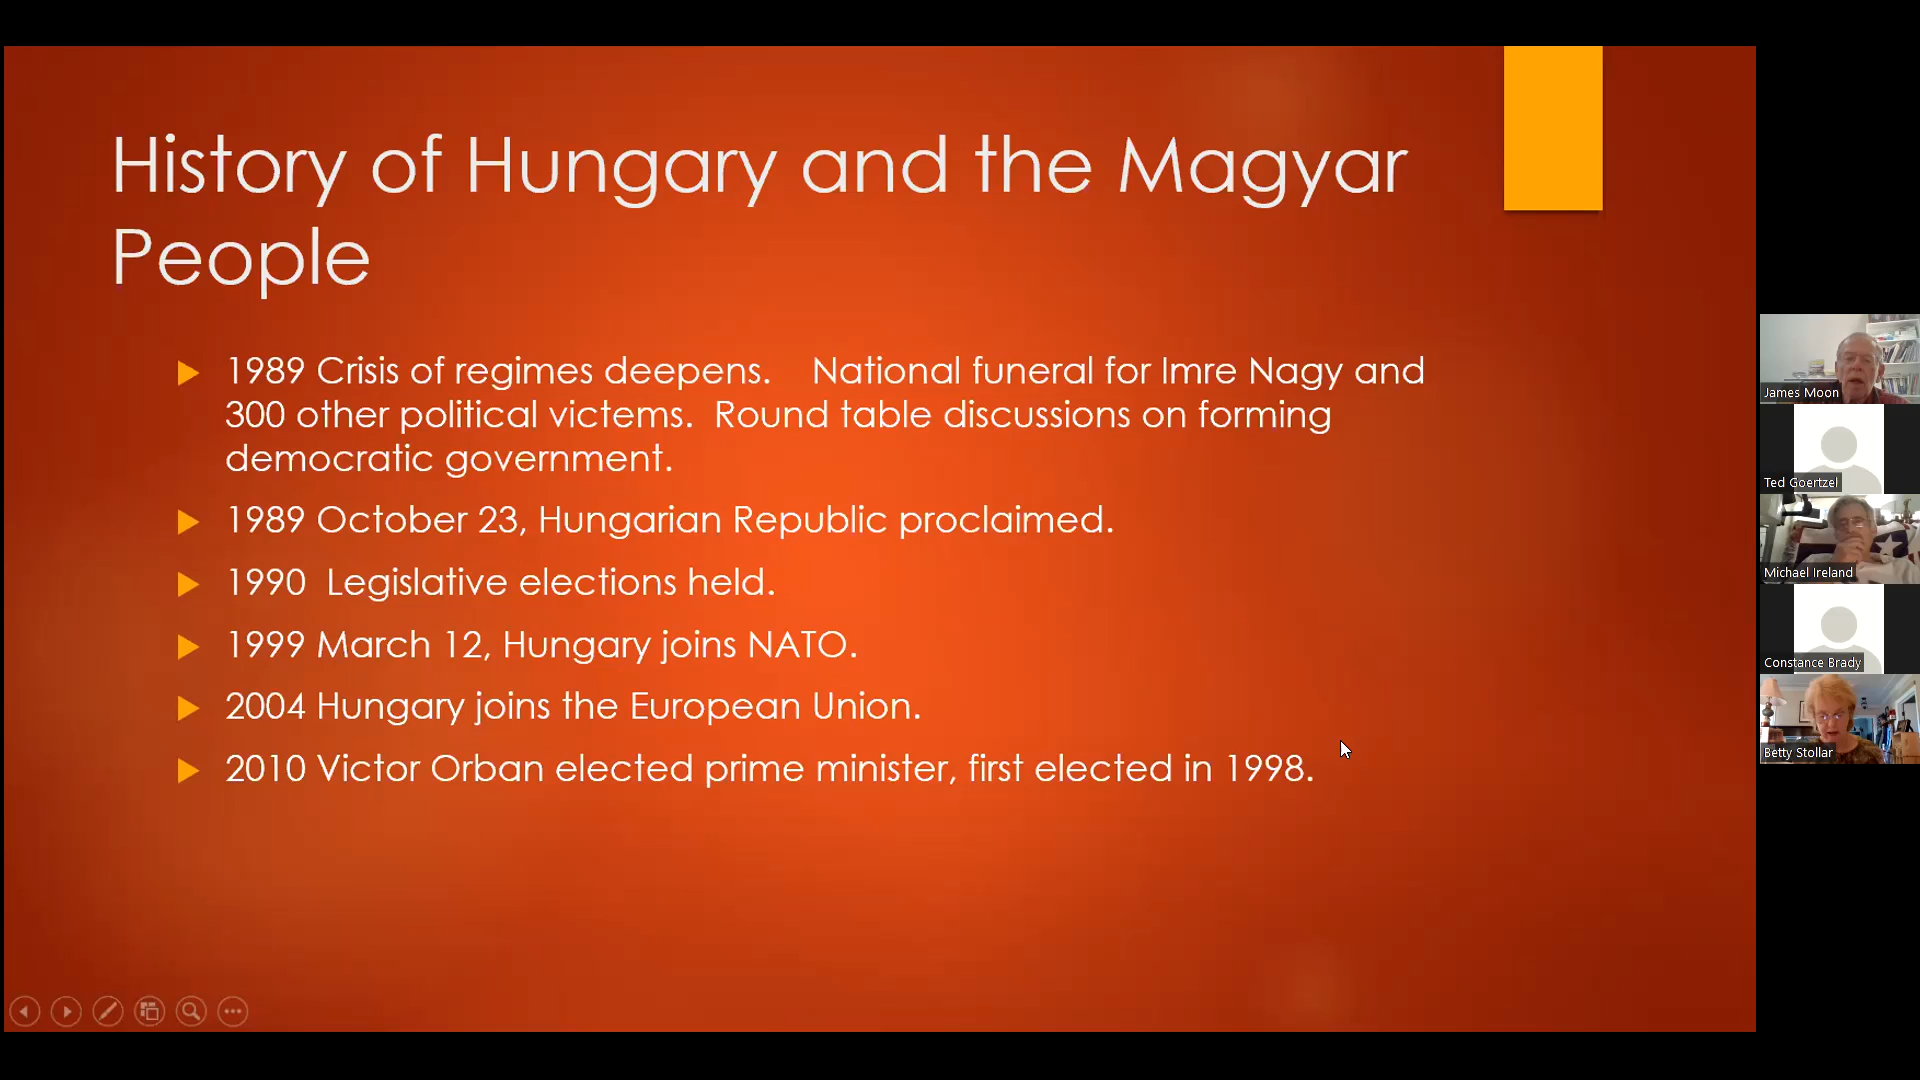 History of Hungary and the Magyar
People
1989 Crisis of regimes deepens.    National funeral for Imre Nagy and
300 other political victems.  Round table discussions on forming
democratic government.
1989 October 23, Hungarian Republic proclaimed.
1990  Legislative elections held.
1999 March 12, Hungary joins NATO.
2004 Hungary joins the European Union.
2010 Victor Orban elected prime minister, first elected in 1998.
James Moon
Ted Goertzel
Michael Ireland
Constance Brady
Betty Stollar